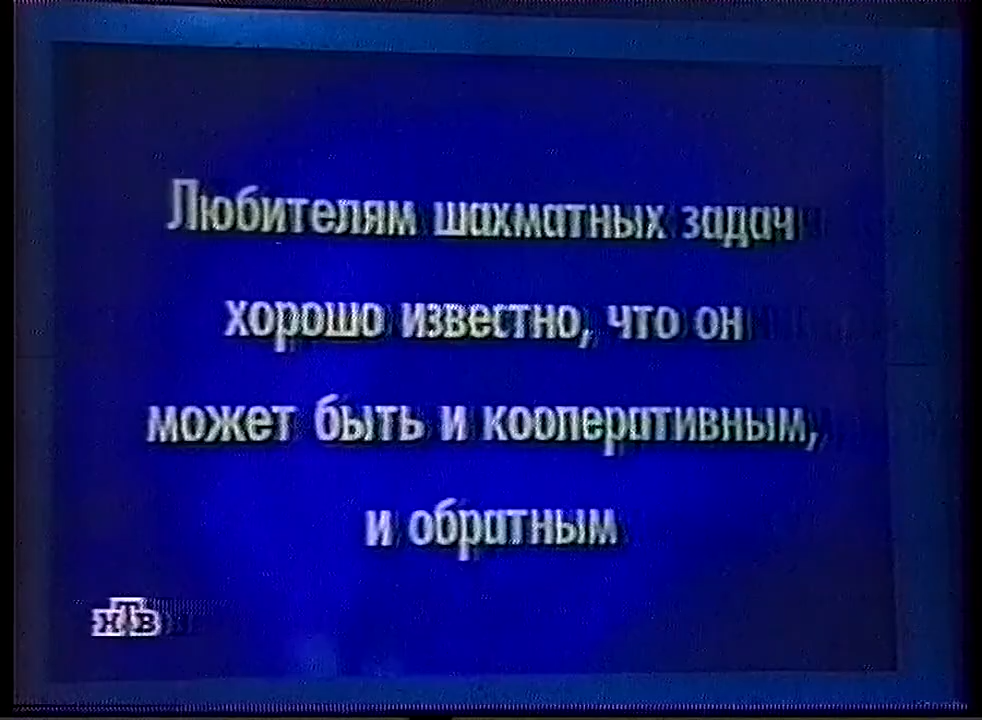 Любителям шахматных задач
хорошо известно, что он
может быть и кооперативным,
и обратным
НТВ